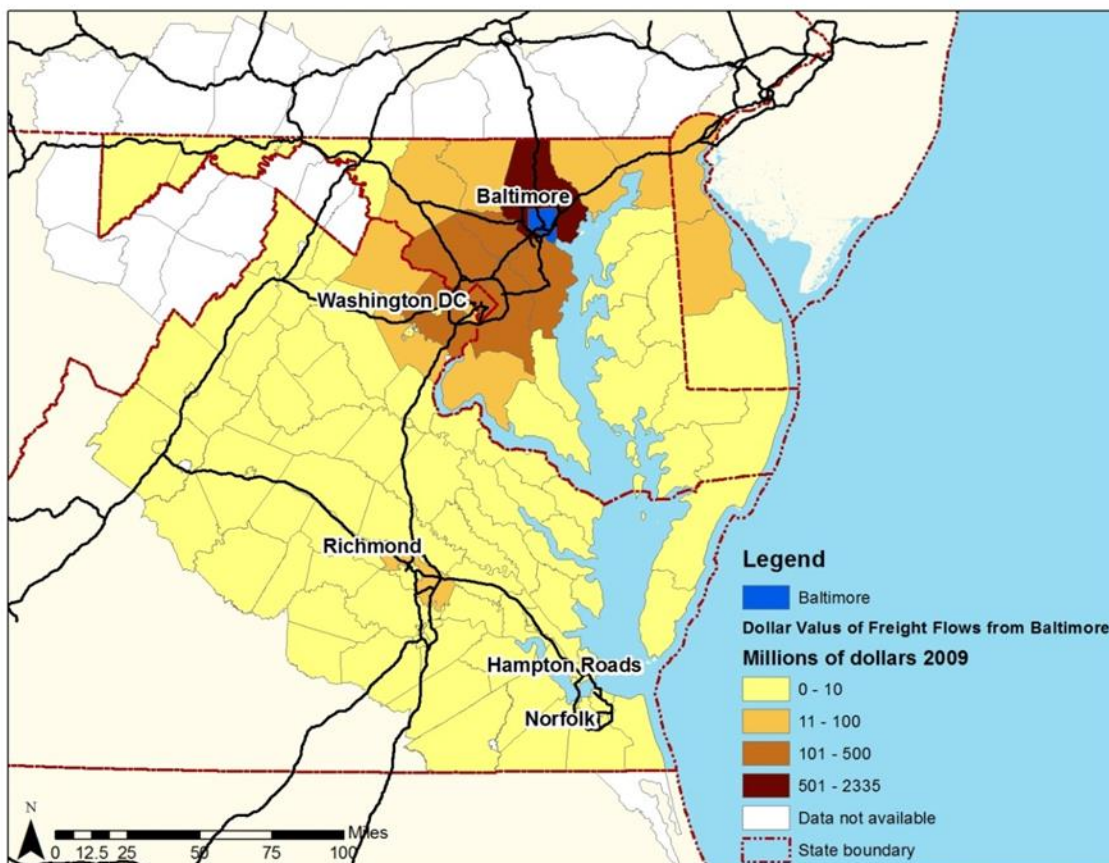 Baltimore
Washington DC
Richmond
Hampton Roads
Norfolk
Legend
Baltimore
Dollar Valus of Freight Flows from Baltimore
Millions of dollars 2009
0 - 10
11 - 100
101 - 500
501 - 2335
Data not available
State boundary
N
Miles
0 12.5 25 50 75 100